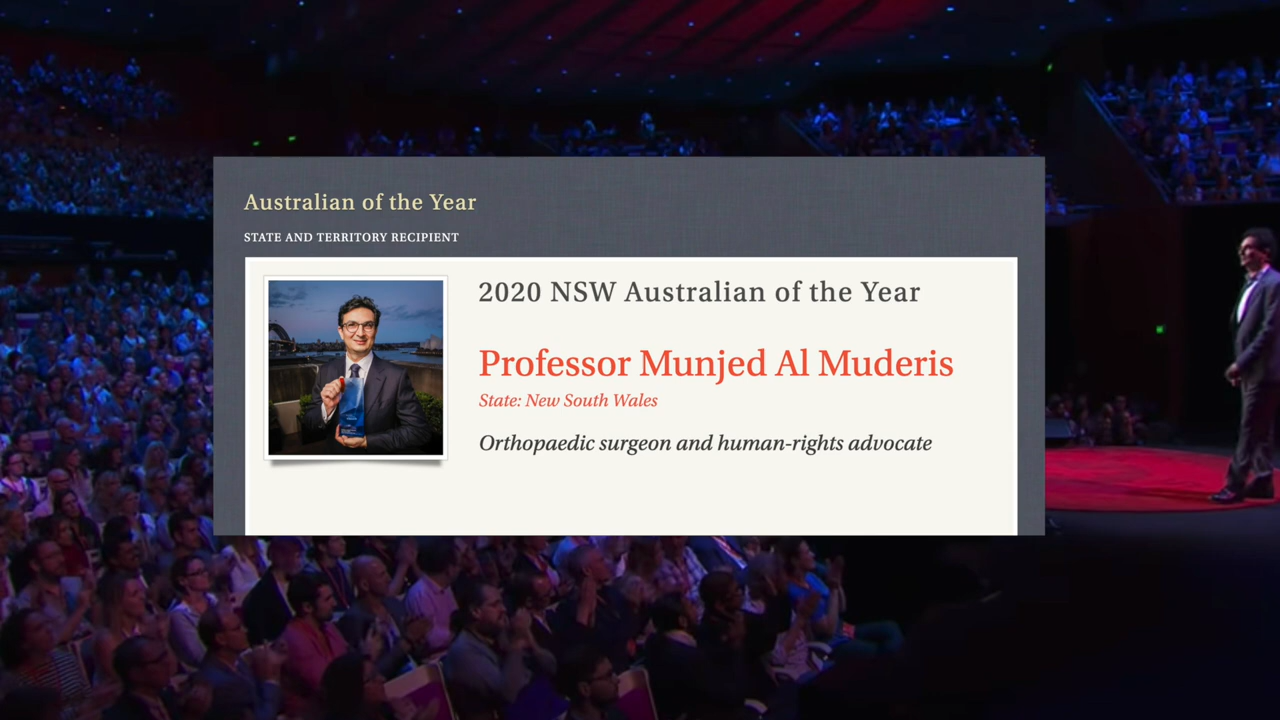 Australian of the Year
STATE AND TERRITORY RECIPIENT
2020 NSW Australian of the Year
Professor Munjed Al Muderis
State: New South Wales
Orthopaedic surgeon and human-rights advocate